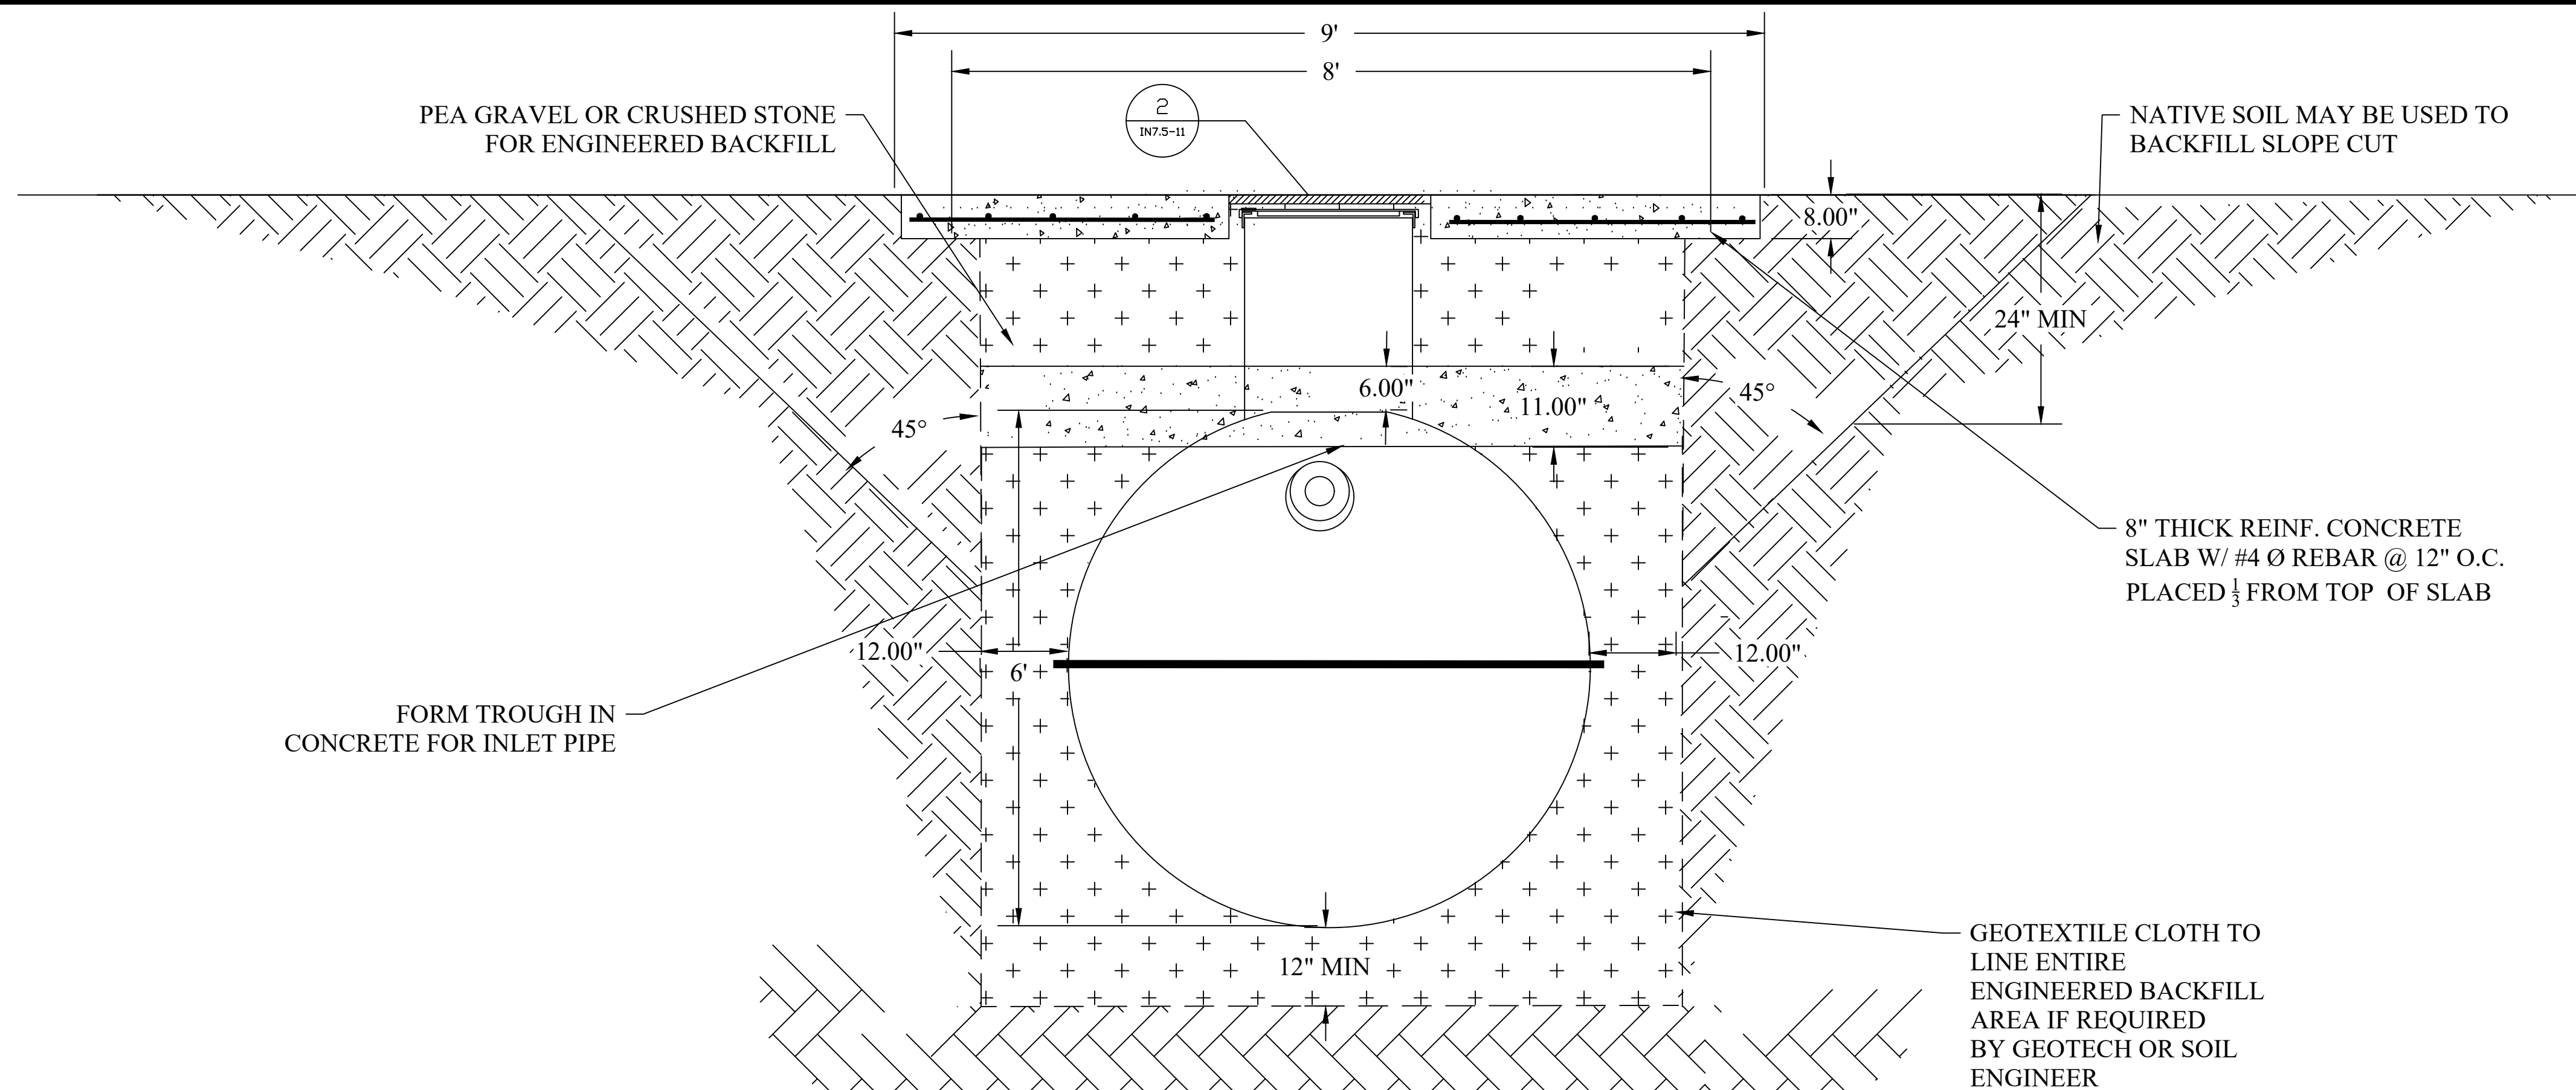 9'
8'
2
IN7.5-11
PEA GRAVEL OR CRUSHED STONE
FOR ENGINEERED BACKFILL
NATIVE SOIL MAY BE USED TO
BACKFILL SLOPE CUT
8.00"
24" MIN
6.00"
11.00"
45°
45°
8" THICK REINF. CONCRETE
SLAB W/ #4 Ø REBAR @ 12" O.C.
PLACED 1/3 FROM TOP OF SLAB
12.00"
6'
12.00"
FORM TROUGH IN
CONCRETE FOR INLET PIPE
12" MIN
GEOTEXTILE CLOTH TO
LINE ENTIRE
ENGINEERED BACKFILL
AREA IF REQUIRED
BY GEOTECH OR SOIL
ENGINEER